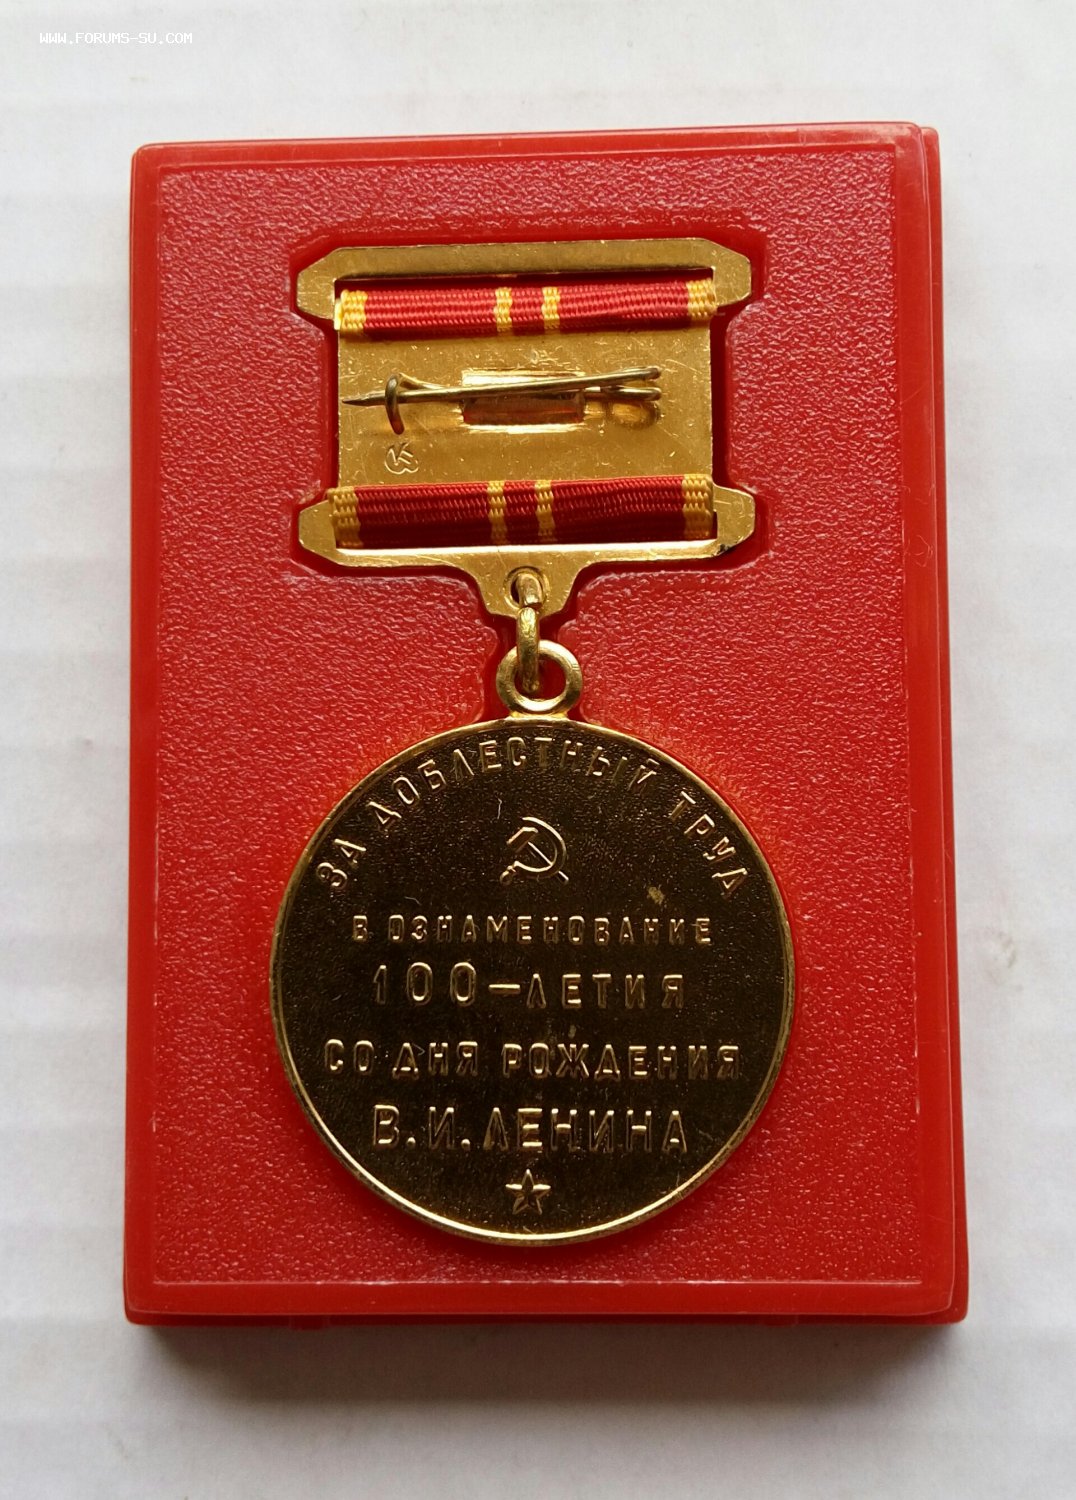 WWW.FORUMS-SU.COM
К
ЗА ДОБЛЕСТНЫЙ ТРУД
В ОЗНАМЕНОВАНИЕ
100-ЛЕТИЯ
СО ДНЯ РОЖДЕНИЯ
В.И.ЛЕНИНА